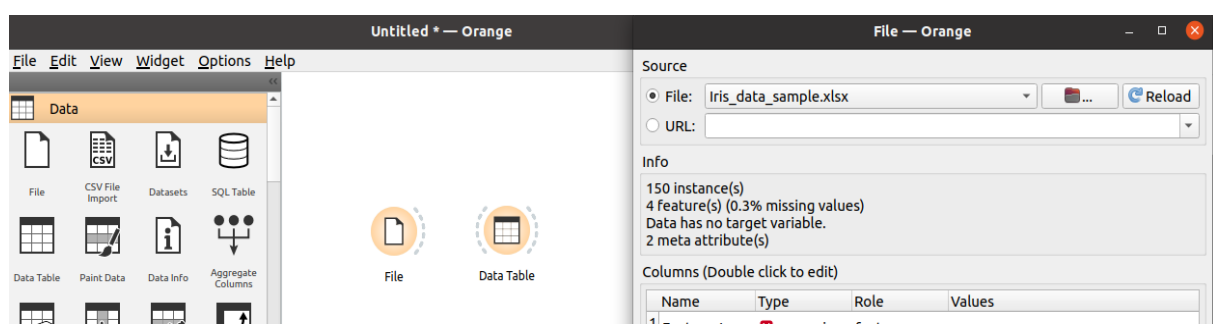 Untitled * — Orange
File Edit View Widget Options Help
Data
File
CSV
CSV File Import
Datasets
SQL Table
Data Table
Paint Data
Data Info
Aggregate Columns
File
Data Table
File — Orange
Source
File: Iris_data_sample.xlsx ... Reload
URL:
Info
150 instance(s)
4 feature(s) (0.3% missing values)
Data has no target variable.
2 meta attribute(s)
Columns (Double click to edit)
Name Type Role Values
1